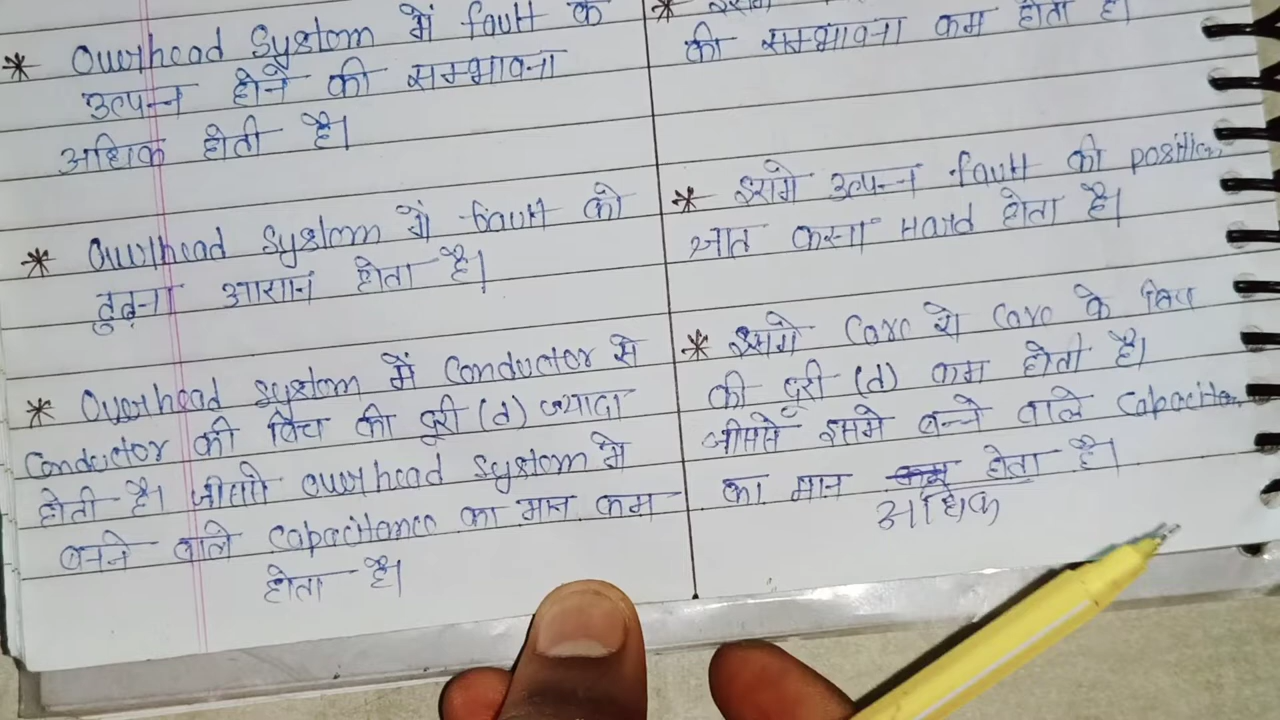 * Overhead System में fault के
उत्पन्न होने की सम्भावना
अधिक होती है।
* Overhead System में fault को
ढुढ़ना आसान होता है।
* Overhead System में Conductor से
Conductor की बिच की दूरी (d) ज्यादा
होती है। जीससे overhead system में
बनने वाले Capacitance का मान कम
होता है।
* इसमे
की सम्भावना कम होता है।
* इसमे उत्पन्न fault की position
ज्ञात करना Hard होता है।
* इसमे Core से Core के बिच
की दूरी (d) कम होती है।
जीससे इसमे बनने वाले Capacitan
का मान कम होता है।
अधिक